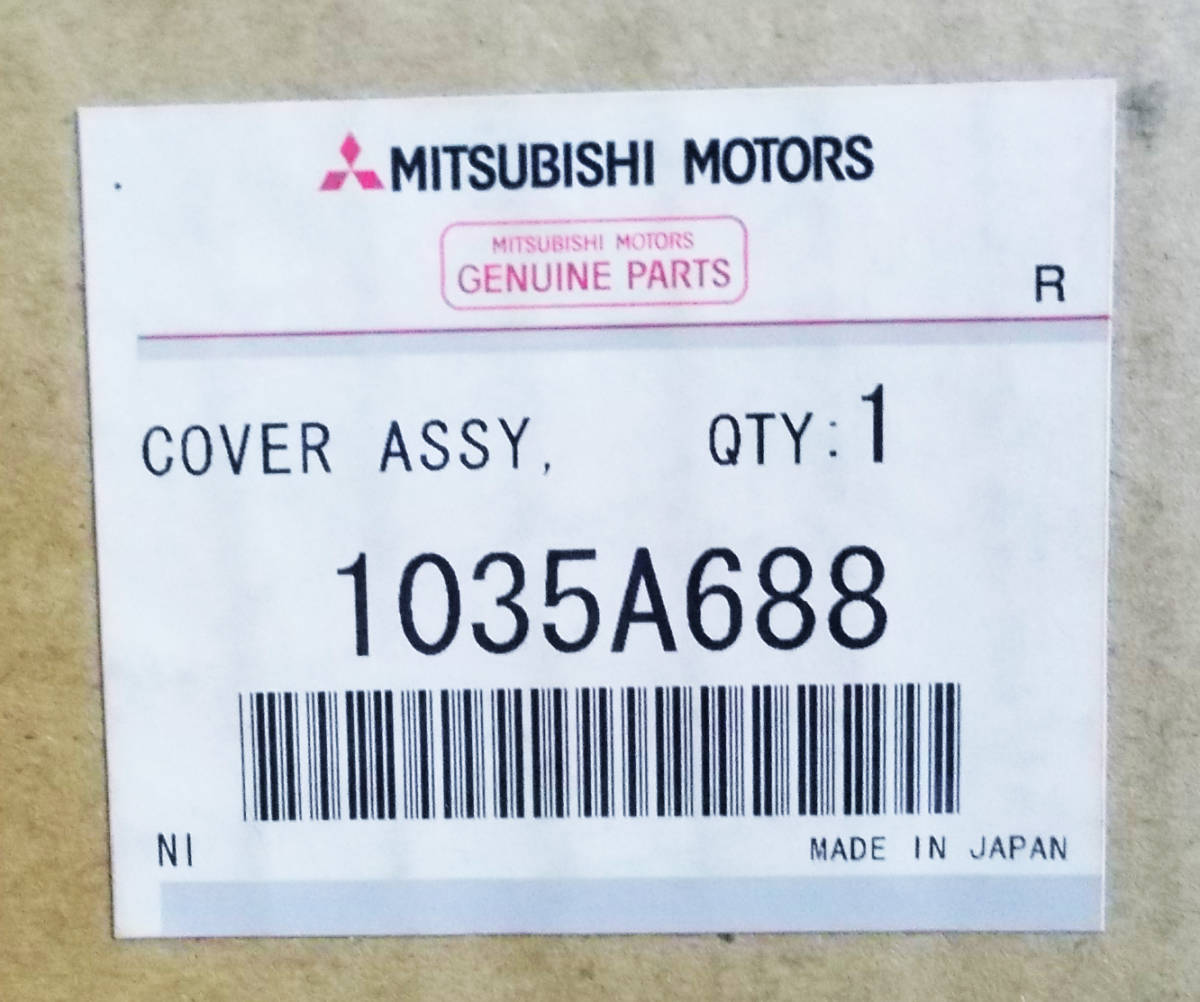 MITSUBISHI MOTORS
MITSUBISHI MOTORS
GENUINE PARTS
R
COVER ASSY, QTY:1
1035A688
NI MADE IN JAPAN